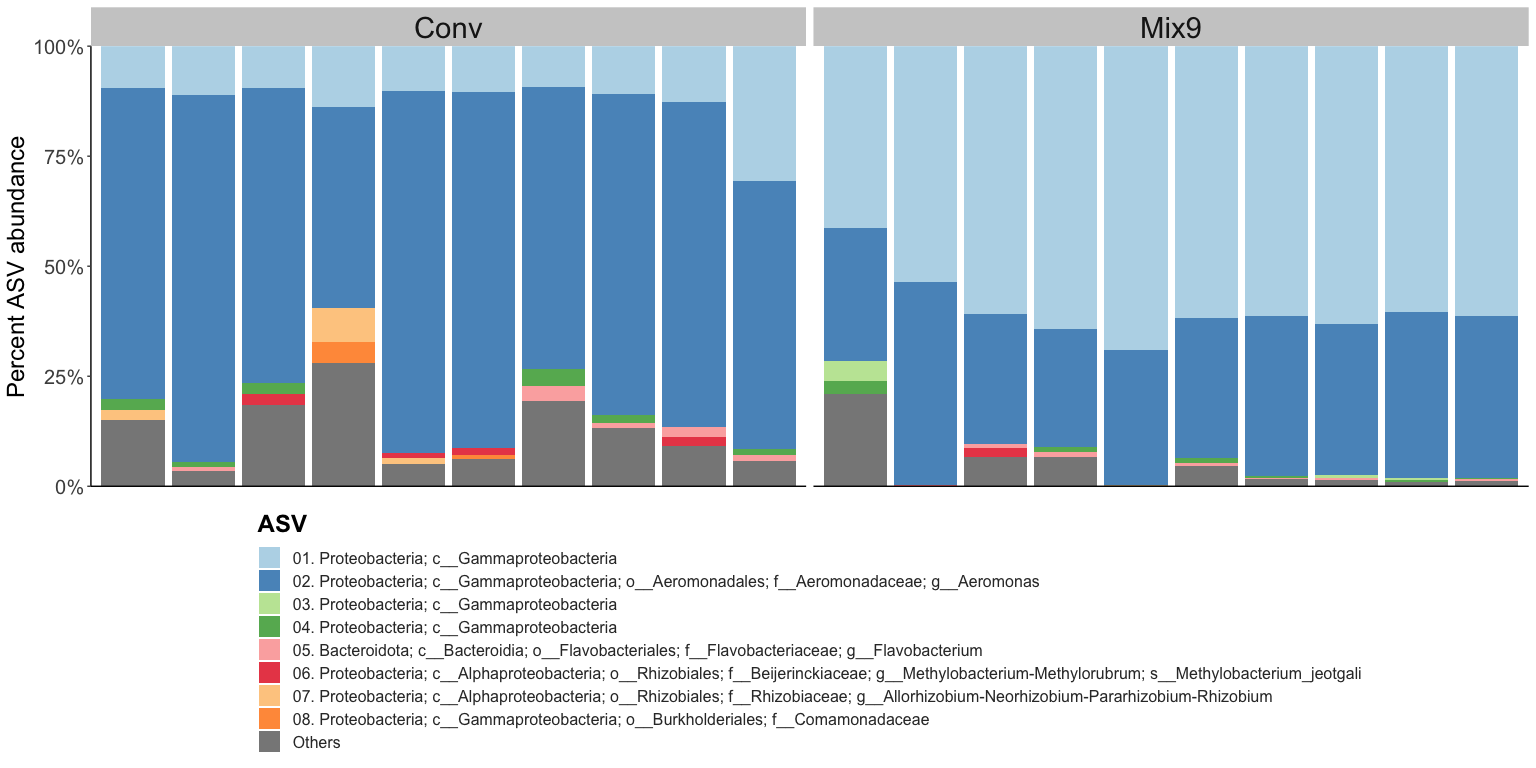 Conv
Mix9
Percent ASV abundance
100%
75%
50%
25%
0%
ASV
01. Proteobacteria; c__Gammaproteobacteria
02. Proteobacteria; c__Gammaproteobacteria; o__Aeromonadales; f__Aeromonadaceae; g__Aeromonas
03. Proteobacteria; c__Gammaproteobacteria
04. Proteobacteria; c__Gammaproteobacteria
05. Bacteroidota; c__Bacteroidia; o__Flavobacteriales; f__Flavobacteriaceae; g__Flavobacterium
06. Proteobacteria; c__Alphaproteobacteria; o__Rhizobiales; f__Beijerinckiaceae; g__Methylobacterium-Methylorubrum; s__Methylobacterium_jeotgali
07. Proteobacteria; c__Alphaproteobacteria; o__Rhizobiales; f__Rhizobiaceae; g__Allorhizobium-Neorhizobium-Pararhizobium-Rhizobium
08. Proteobacteria; c__Gammaproteobacteria; o__Burkholderiales; f__Comamonadaceae
Others